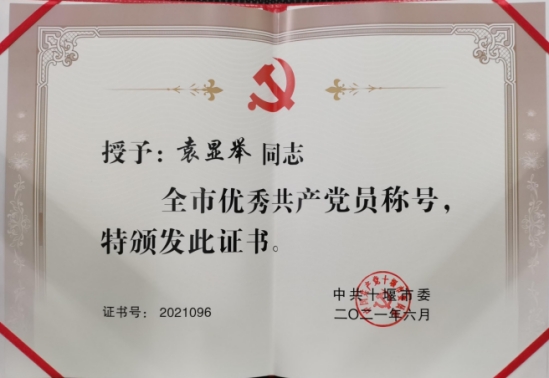 授予：袁显举 同志
全市优秀共产党员称号，
特颁发此证书。
证书号：2021096
中共十堰市委
二〇二一年六月